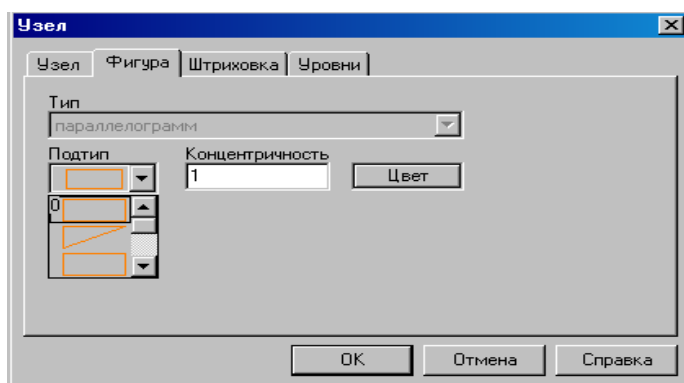 Узел
Узел Фигура Штриховка Уровни
Тип
параллелограмм
Подтип Концентричность
1 Цвет
0
OK Отмена Справка